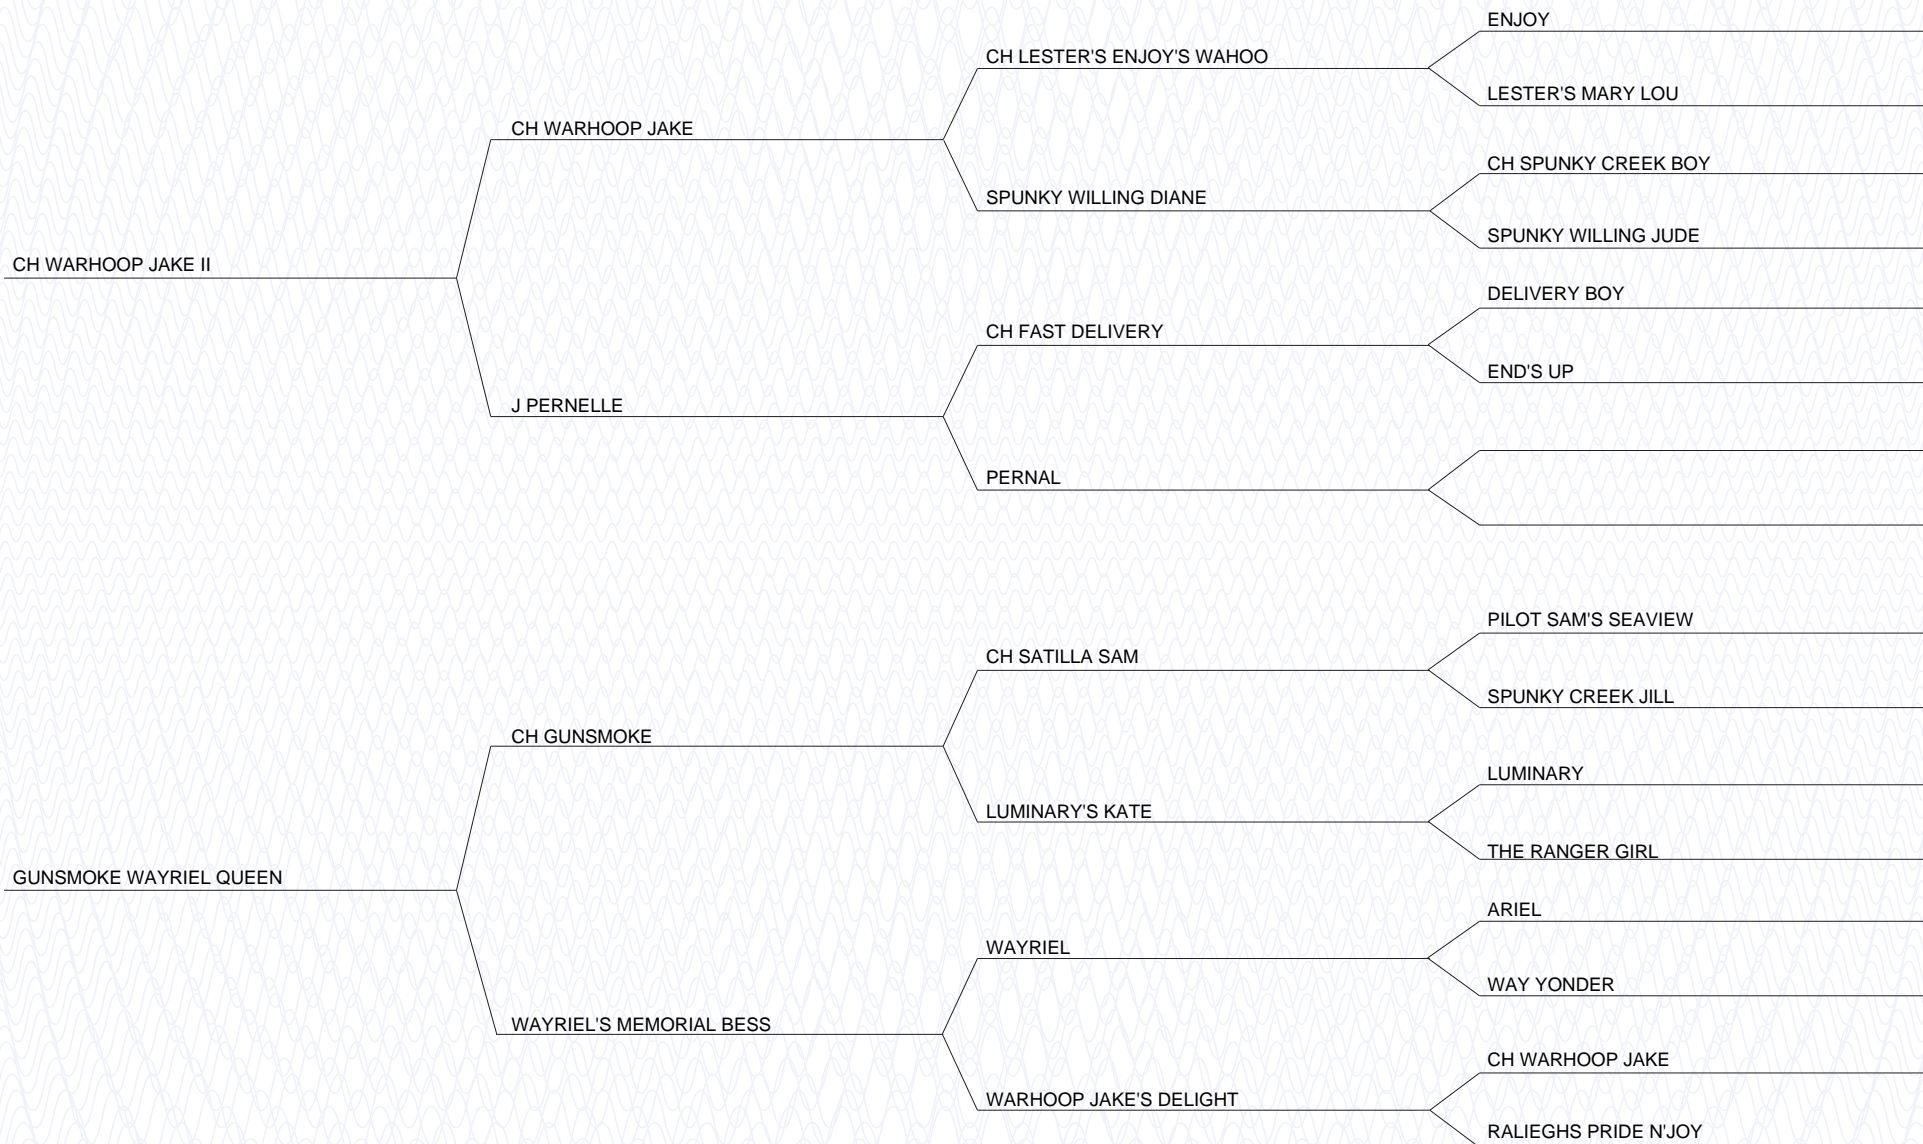 ENJOY
CH LESTER'S ENJOY'S WAHOO
LESTER'S MARY LOU
CH WARHOOP JAKE
CH SPUNKY CREEK BOY
SPUNKY WILLING DIANE
SPUNKY WILLING JUDE
CH WARHOOP JAKE II
DELIVERY BOY
CH FAST DELIVERY
END'S UP
J PERNELLE
PERNAL
PILOT SAM'S SEAVIEW
CH SATILLA SAM
SPUNKY CREEK JILL
CH GUNSMOKE
LUMINARY
LUMINARY'S KATE
THE RANGER GIRL
GUNSMOKE WAYRIEL QUEEN
ARIEL
WAYRIEL
WAY YONDER
WAYRIEL'S MEMORIAL BESS
CH WARHOOP JAKE
WARHOOP JAKE'S DELIGHT
RALIEGHS PRIDE N'JOY